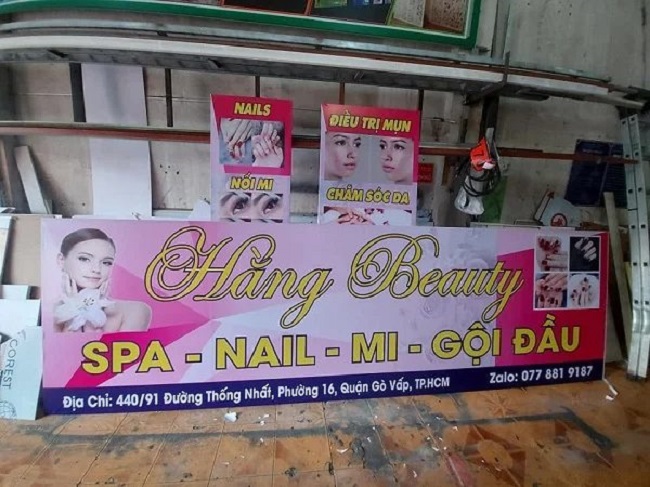 NAILS
NỐI MI
ĐIỀU TRỊ MỤN
CHĂM SÓC DA
Hằng Beauty
SPA - NAIL - MI - GỘI ĐẦU
Địa Chỉ: 440/91 Đường Thống Nhất, Phường 16, Quận Gò Vấp, TP.HCM
Zalo: 077 881 9187
COREST